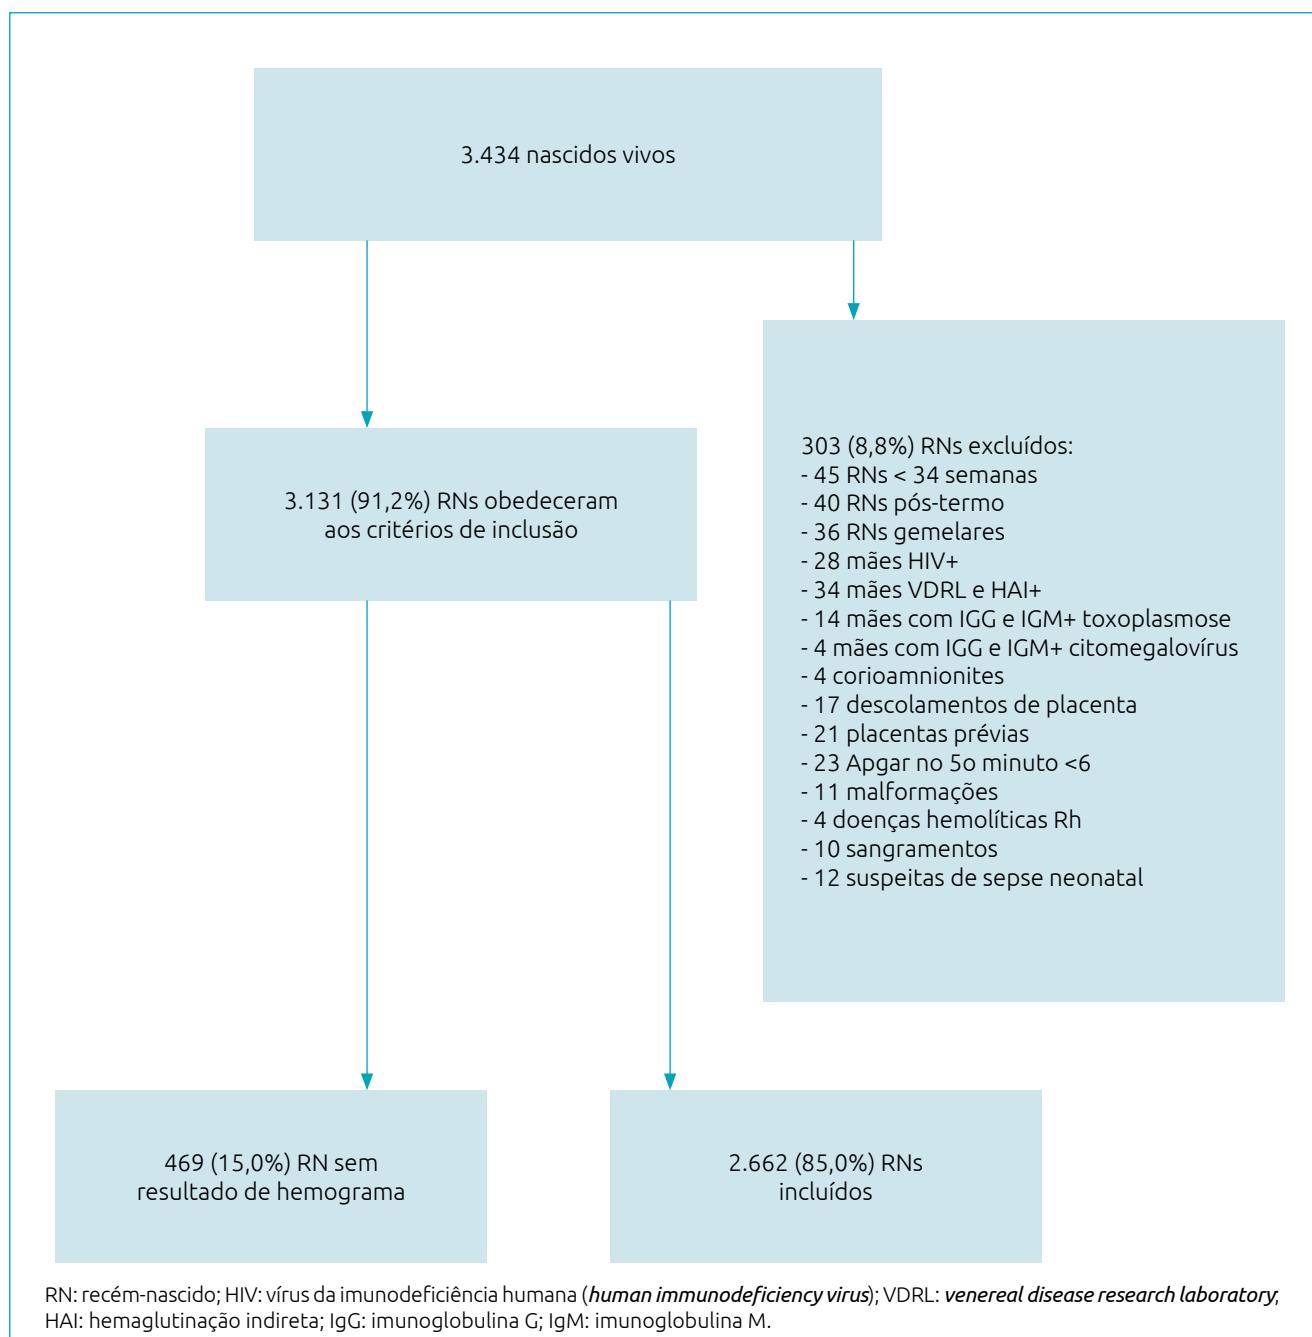 3.434 nascidos vivos
3.131 (91,2%) RNs obedeceram
aos critérios de inclusão
303 (8,8%) RNs excluídos:
- 45 RNs < 34 semanas
- 40 RNs pós-termo
- 36 RNs gemelares
- 28 mães HIV+
- 34 mães VDRL e HAI+
- 14 mães com IGG e IGM+ toxoplasmose
- 4 mães com IGG e IGM+ citomegalovírus
- 4 corioamnionites
- 17 descolamentos de placenta
- 21 placentas prévias
- 23 Apgar no 5o minuto <6
- 11 malformações
- 4 doenças hemolíticas Rh
- 10 sangramentos
- 12 suspeitas de sepse neonatal
469 (15,0%) RN sem
resultado de hemograma
2.662 (85,0%) RNs
incluídos
RN: recém-nascido; HIV: vírus da imunodeficiência humana (human immunodeficiency virus); VDRL: venereal disease research laboratory;
HAI: hemaglutinação indireta; IgG: imunoglobulina G; IgM: imunoglobulina M.